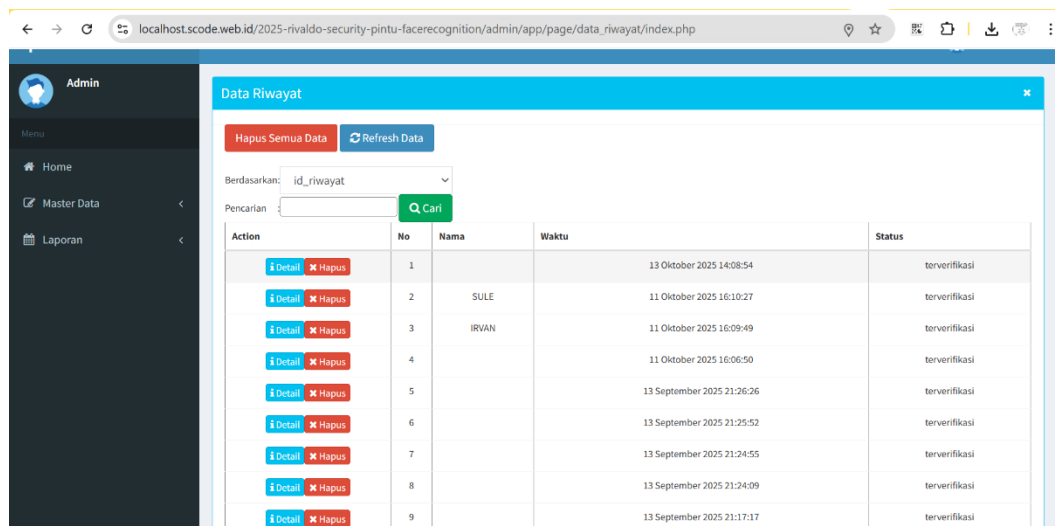 localhost.scode.web.id/2025-rivaldo-security-pintu-facerecognition/admin/app/page/data_riwayat/index.php
Admin
Menu
Home
Master Data
Laporan
Data Riwayat
Hapus Semua Data Refresh Data
Berdasarkan: id_riwayat
Pencarian : Cari
Action No Nama Waktu Status
Detail Hapus 1 13 Oktober 2025 14:08:54 terverifikasi
Detail Hapus 2 SULE 11 Oktober 2025 16:10:27 terverifikasi
Detail Hapus 3 IRVAN 11 Oktober 2025 16:09:49 terverifikasi
Detail Hapus 4 11 Oktober 2025 16:06:50 terverifikasi
Detail Hapus 5 13 September 2025 21:26:26 terverifikasi
Detail Hapus 6 13 September 2025 21:25:52 terverifikasi
Detail Hapus 7 13 September 2025 21:24:55 terverifikasi
Detail Hapus 8 13 September 2025 21:24:09 terverifikasi
Detail Hapus 9 13 September 2025 21:17:17 terverifikasi